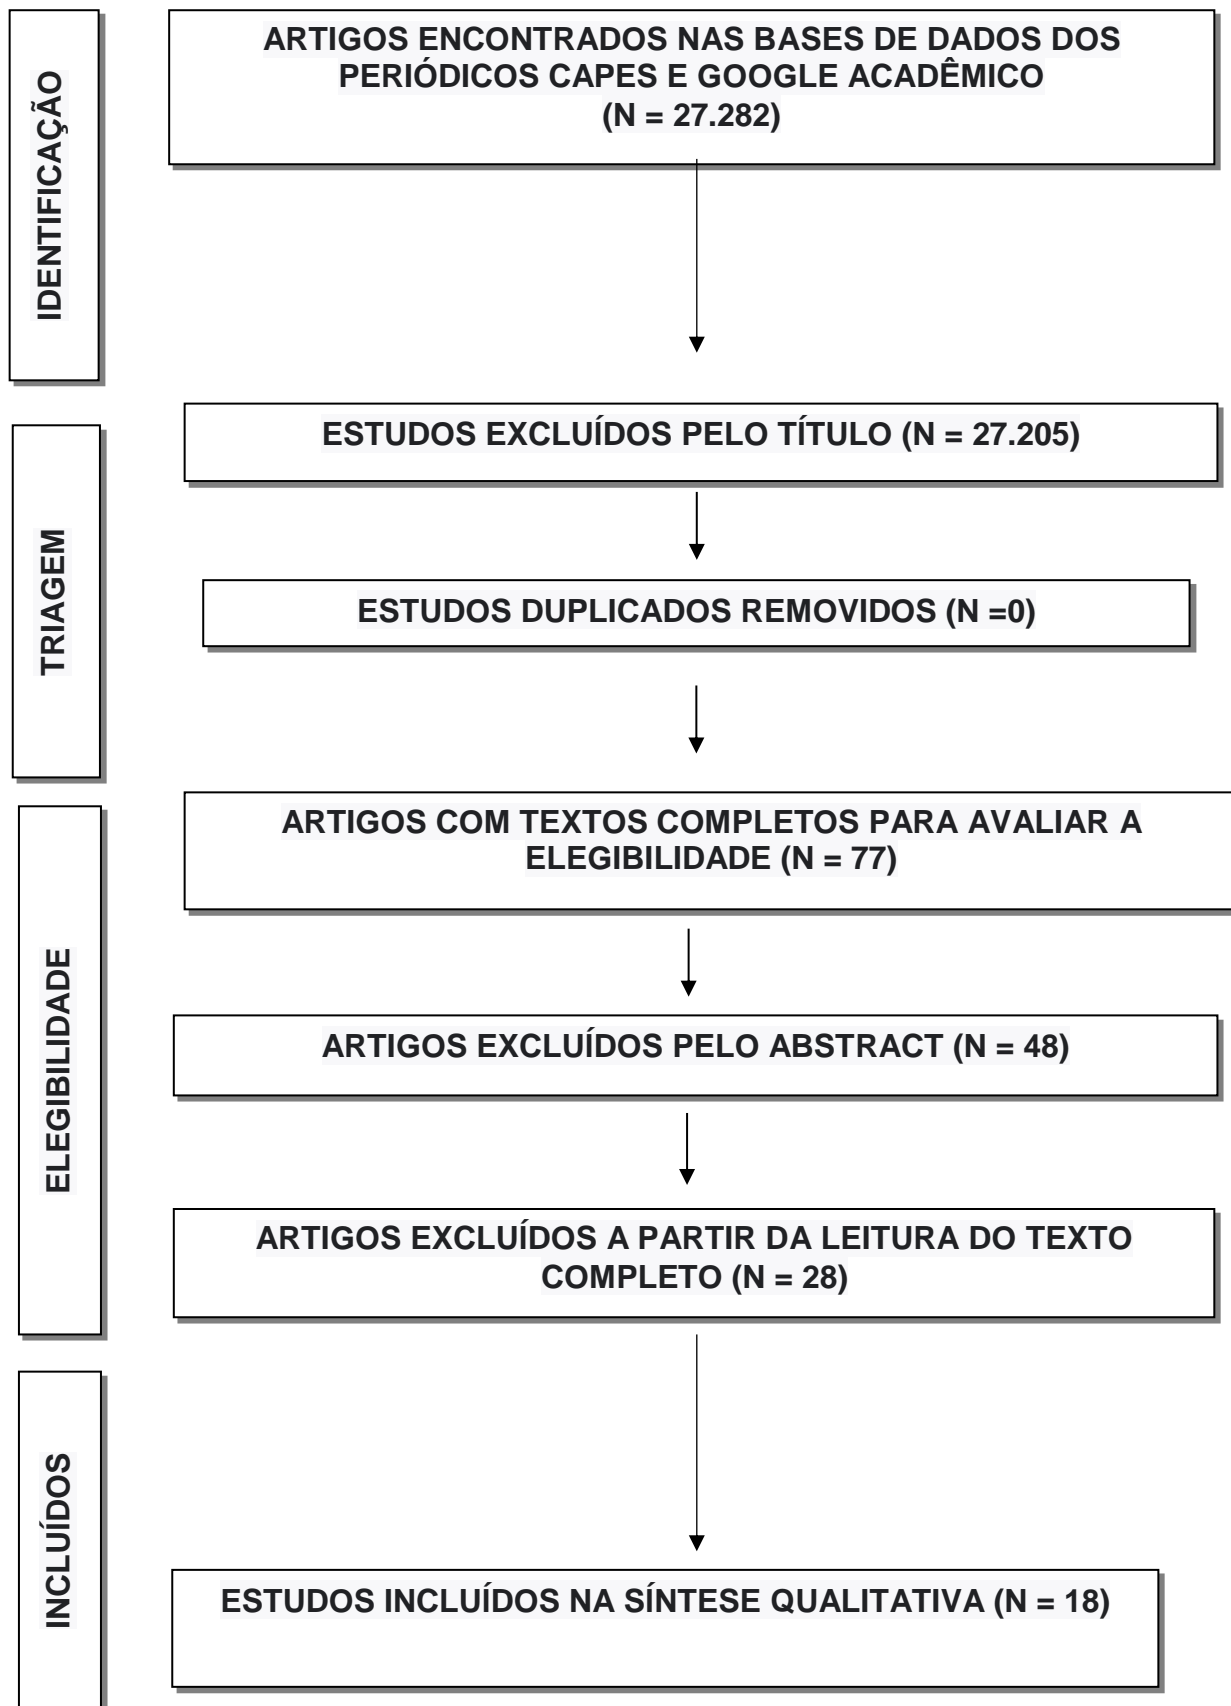 IDENTIFICAÇÃO
ARTIGOS ENCONTRADOS NAS BASES DE DADOS DOS
PERIÓDICOS CAPES E GOOGLE ACADÊMICO
(N = 27.282)
TRIAGEM
ESTUDOS EXCLUÍDOS PELO TÍTULO (N = 27.205)
ESTUDOS DUPLICADOS REMOVIDOS (N =0)
ELEGIBILIDADE
ARTIGOS COM TEXTOS COMPLETOS PARA AVALIAR A
ELEGIBILIDADE (N = 77)
ARTIGOS EXCLUÍDOS PELO ABSTRACT (N = 48)
ARTIGOS EXCLUÍDOS A PARTIR DA LEITURA DO TEXTO
COMPLETO (N = 28)
INCLUÍDOS
ESTUDOS INCLUÍDOS NA SÍNTESE QUALITATIVA (N = 18)